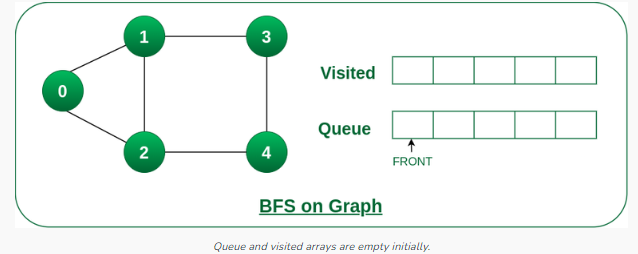 1
3
0
Visited
Queue
FRONT
2
4
BFS on Graph
Queue and visited arrays are empty initially.